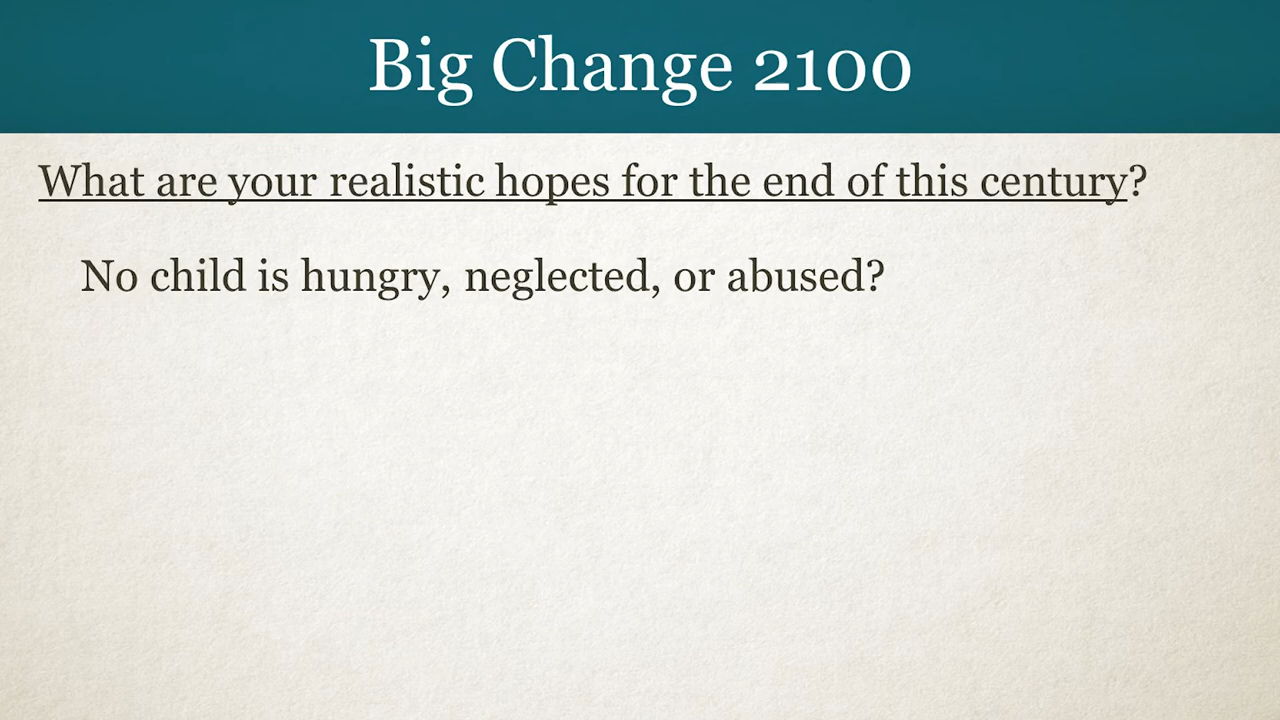 Big Change 2100
What are your realistic hopes for the end of this century?
No child is hungry, neglected, or abused?